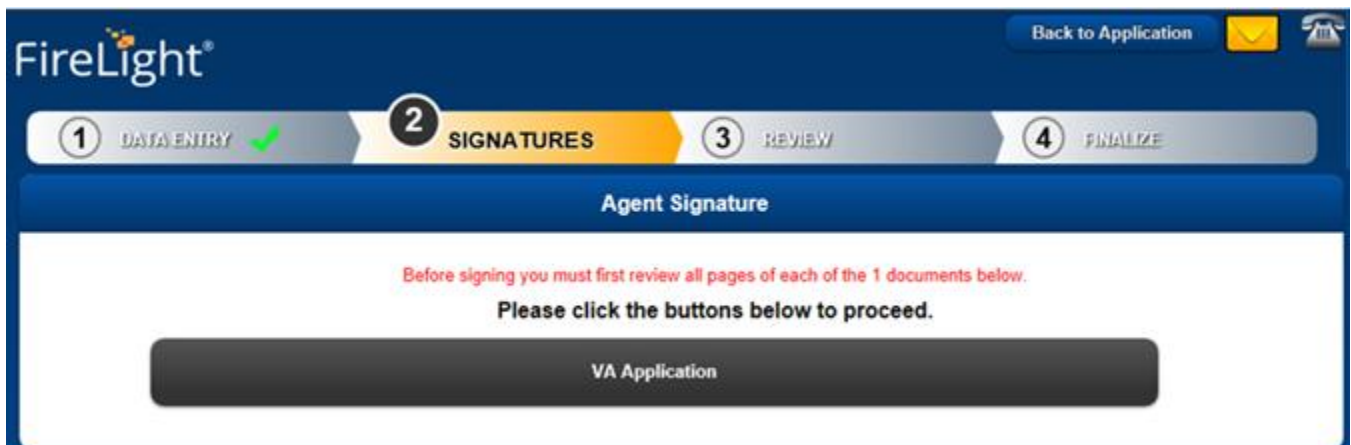 FireLight®
Back to Application
1 DATA ENTRY
2 SIGNATURES
3 REVIEW
4 FINALIZE
Agent Signature
Before signing you must first review all pages of each of the 1 documents below.
Please click the buttons below to proceed.
VA Application